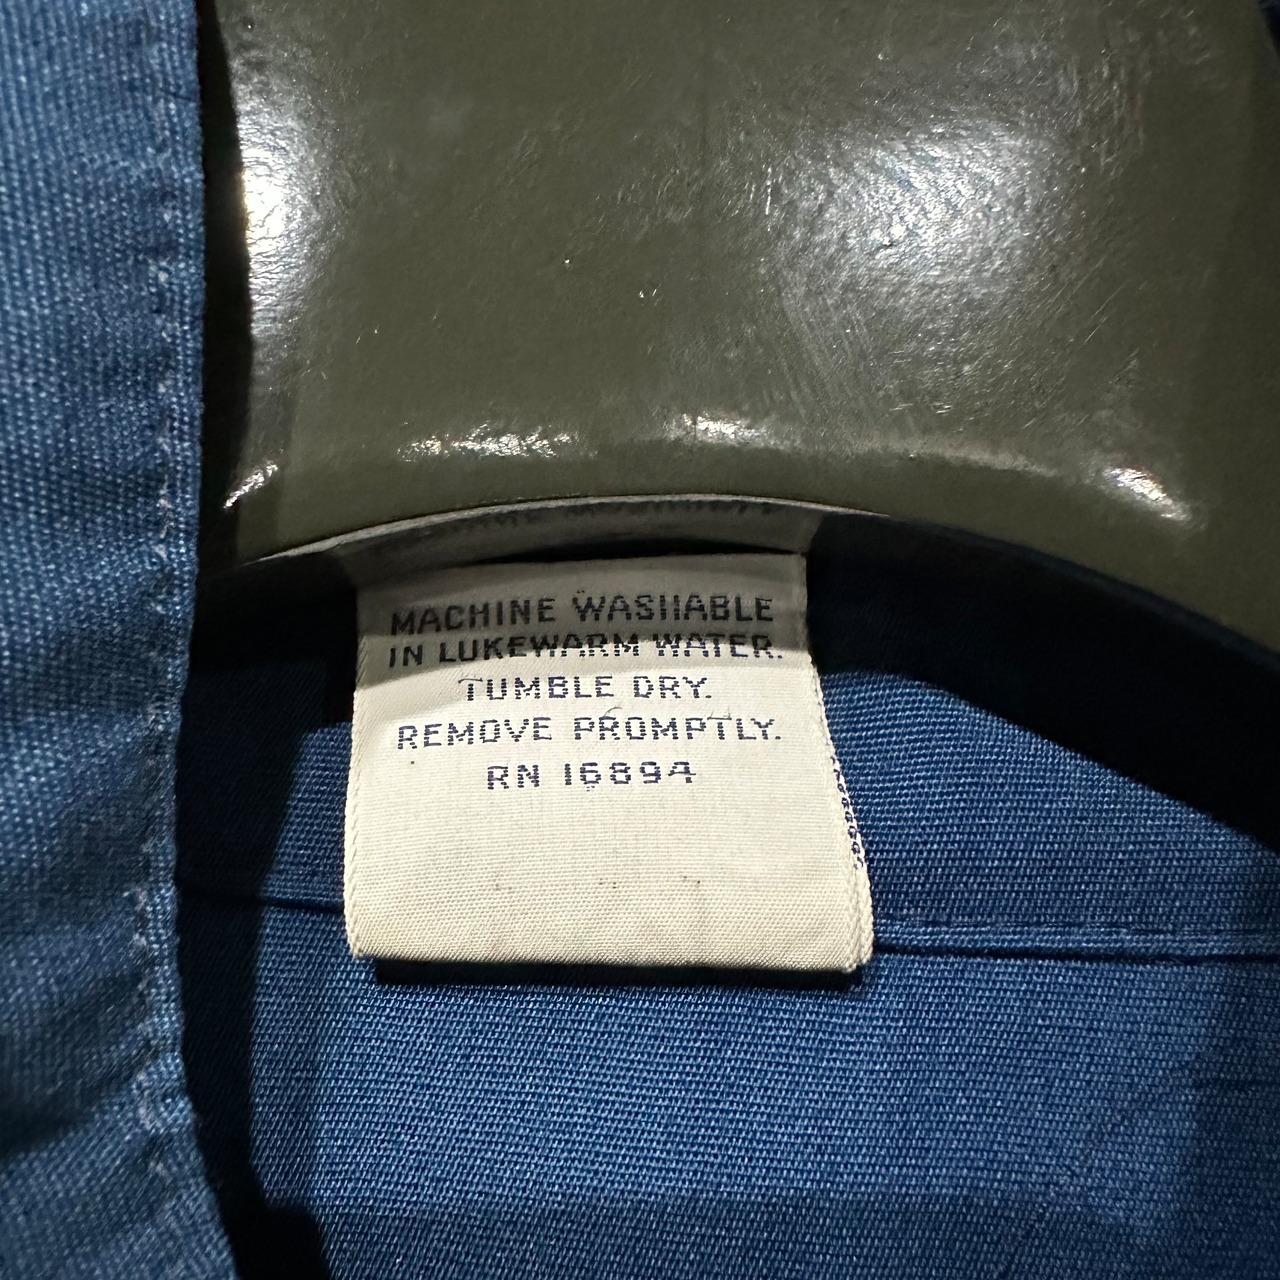 MACHINE WASHABLE
IN LUKEWARM WATER.
TUMBLE DRY.
REMOVE PROMPTLY.
RN 16894